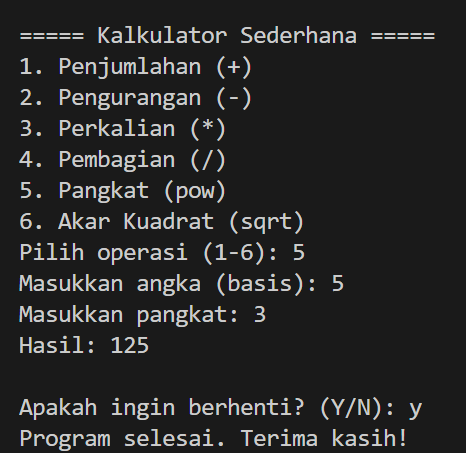 ===== Kalkulator Sederhana =====
1. Penjumlahan (+)
2. Pengurangan (-)
3. Perkalian (*)
4. Pembagian (/)
5. Pangkat (pow)
6. Akar Kuadrat (sqrt)
Pilih operasi (1-6): 5
Masukkan angka (basis): 5
Masukkan pangkat: 3
Hasil: 125

Apakah ingin berhenti? (Y/N): y
Program selesai. Terima kasih!